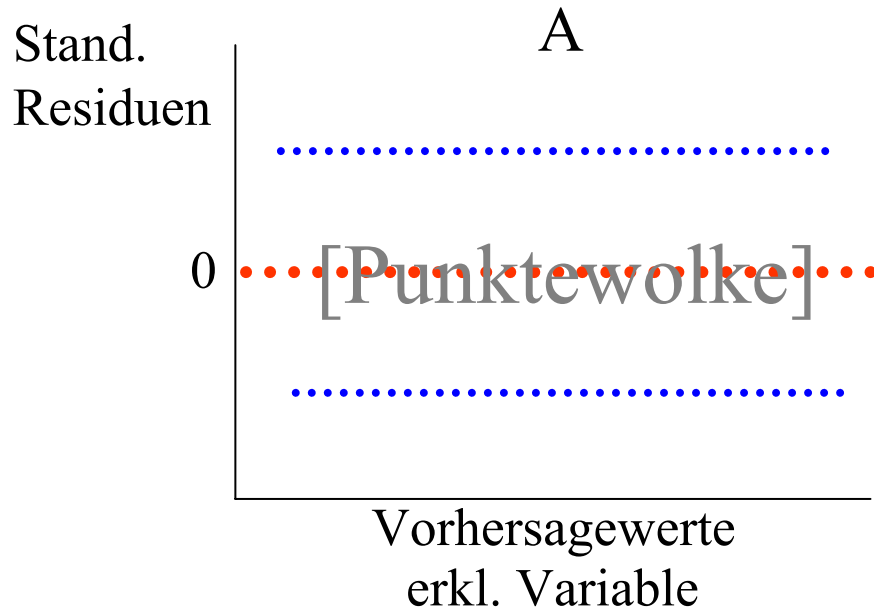 A
Stand.
Residuen
0
[Punktewolke]
Vorhersagewerte
erkl. Variable